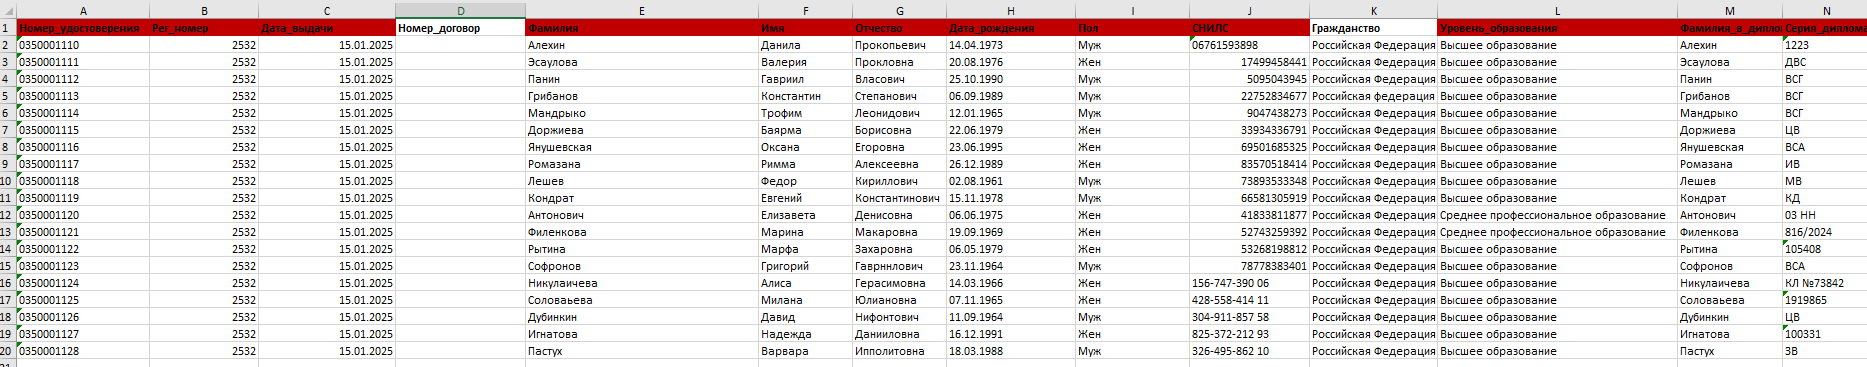 A B C D E F G H I J K L M N
1 Номер_удостоверения Рег_номер Дата_выдачи Номер_договор Фамилия Имя Отчество Дата_рождения Пол СНИЛС Гражданство Уровень_образования Фамилия_в_дипло Серия_диплома
2 0350001110 2532 15.01.2025 Алехин Данила Прокопьевич 14.04.1973 Муж 06761593898 Российская Федерация Высшее образование Алехин 1223
3 0350001111 2532 15.01.2025 Эсаулова Валерия Прокловна 20.08.1976 Жен 17499458441 Российская Федерация Высшее образование Эсаулова ДВС
4 0350001112 2532 15.01.2025 Панин Гавриил Власович 25.10.1990 Муж 5095043945 Российская Федерация Высшее образование Панин ВСГ
5 0350001113 2532 15.01.2025 Грибанов Константин Степанович 06.09.1989 Муж 22752834677 Российская федерация Высшее образование Грибанов ВСГ
6 0350001114 2532 15.01.2025 Мандрыко Трофим Леонидович 12.01.1965 Муж 9047438273 Российская Федерация Высшее образование Мандрыко ВСГ
7 0350001115 2532 15.01.2025 Доржиева Баярма Борисовна 22.06.1979 Жен 33934336791 Российская Федерация Высшее образование Доржиева ЦВ
8 0350001116 2532 15.01.2025 Янушевская Оксана Егоровна 23.06.1995 Жен 69501685325 Российская Федерация Высшее образование Янушевская ВСА
9 0350001117 2532 15.01.2025 Ромазана Римма Алексеевна 26.12.1989 Жен 83570518414 Российская Федерация Высшее образование Ромазана ИВ
10 0350001118 2532 15.01.2025 Лешев Федор Кириллович 02.08.1961 Муж 73893533348 Российская Федерация Высшее образование Лешев МВ
11 0350001119 2532 15.01.2025 Кондрат Евгений Константинович 15.11.1978 Муж 66581305919 Российская Федерация Высшее образование Кондрат КД
12 0350001120 2532 15.01.2025 Антонович Елизавета Денисовна 06.06.1975 Жен 41833811877 Российская Федерация Среднее профессиональное образование Антонович 03 НН
13 0350001121 2532 15.01.2025 Филенкова Марина Макаровна 19.09.1969 Жен 52743259392 Российская Федерация Среднее профессиональное образование Филенкова 816/2024
14 0350001122 2532 15.01.2025 Рытина Марфа Захаровна 06.05.1979 Жен 53268198812 Российская Федерация Высшее образование Рытина 105408
15 0350001123 2532 15.01.2025 Софронов Григорий Гаврннлович 23.11.1964 Муж 78778383401 Российская Федерация Высшее образование Софронов ВСА
16 0350001124 2532 15.01.2025 Никулаичева Алиса Герасимовна 14.03.1966 Жен 156-747-390 06 Российская Федерация Высшее образование Никулаичева КЛ №73842
17 0350001125 2532 15.01.2025 Соловаьева Милана Юлиановна 07.11.1965 Жен 428-558-414 11 Российская Федерация Высшее образование Соловаьева 1919865
18 0350001126 2532 15.01.2025 Дубинкин Давид Нифонтович 11.09.1964 Муж 304-911-857 58 Российская Федерация Высшее образование Дубинкин ЦВ
19 0350001127 2532 15.01.2025 Игнатова Надежда Данииловна 16.12.1991 Жен 825-372-212 93 Российская Федерация Высшее образование Игнатова 100331
20 0350001128 2532 15.01.2025 Пастух Варвара Ипполитовна 18.03.1988 Муж 326-495-862 10 Российская Федерация Высшее образование Пастух ЗВ